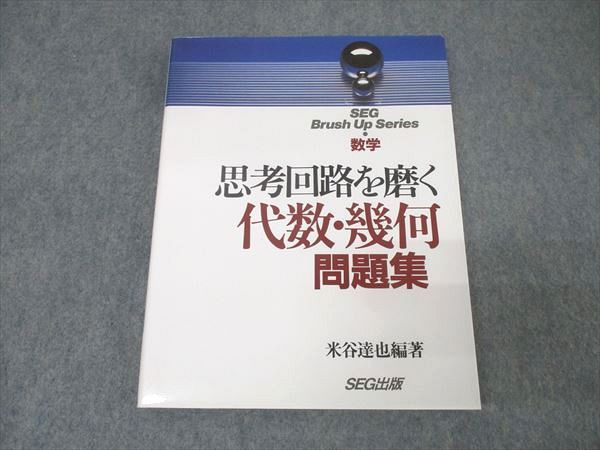 SEG
Brush Up Series
•
数学
思考回路を磨く
代数・幾何
問題集
米谷達也編著
SEG出版